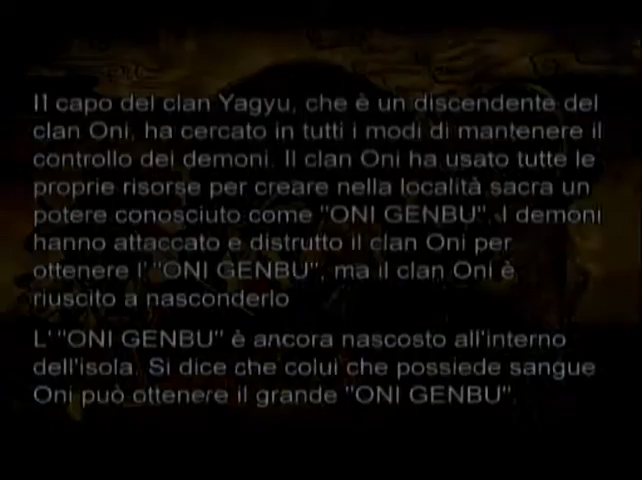 Il capo del clan Yagyu, che è un discendente del
clan Oni, ha cercato in tutti i modi di mantenere il
controllo dei demoni. Il clan Oni ha usato tutte le
proprie risorse per creare nella località sacra un
potere conosciuto come "ONI GENBU". I demoni
hanno attaccato e distrutto il clan Oni per
ottenere l' "ONI GENBU", ma il clan Oni è
riuscito a nasconderlo
L' "ONI GENBU" è ancora nascosto all'interno
dell'isola. Si dice che colui che possiede sangue
Oni può ottenere il grande "ONI GENBU".